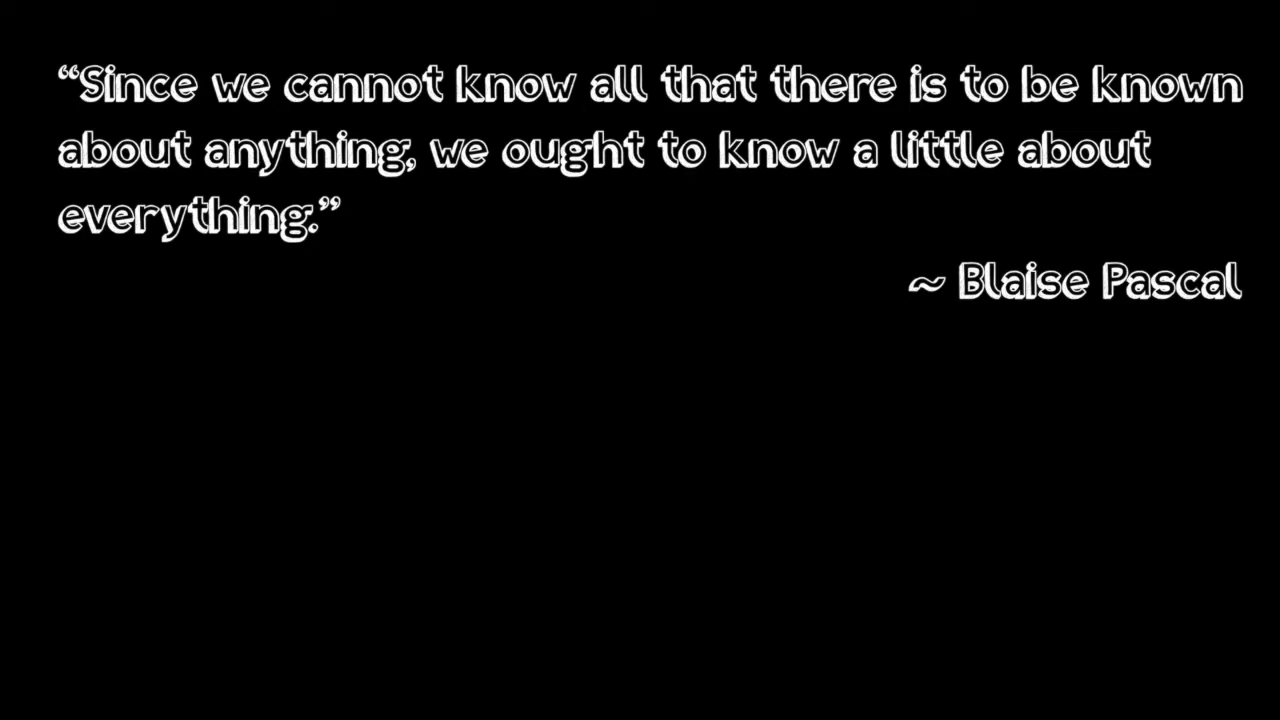 “Since we cannot know all that there is to be known
about anything, we ought to know a little about
everything.”
~ Blaise Pascal